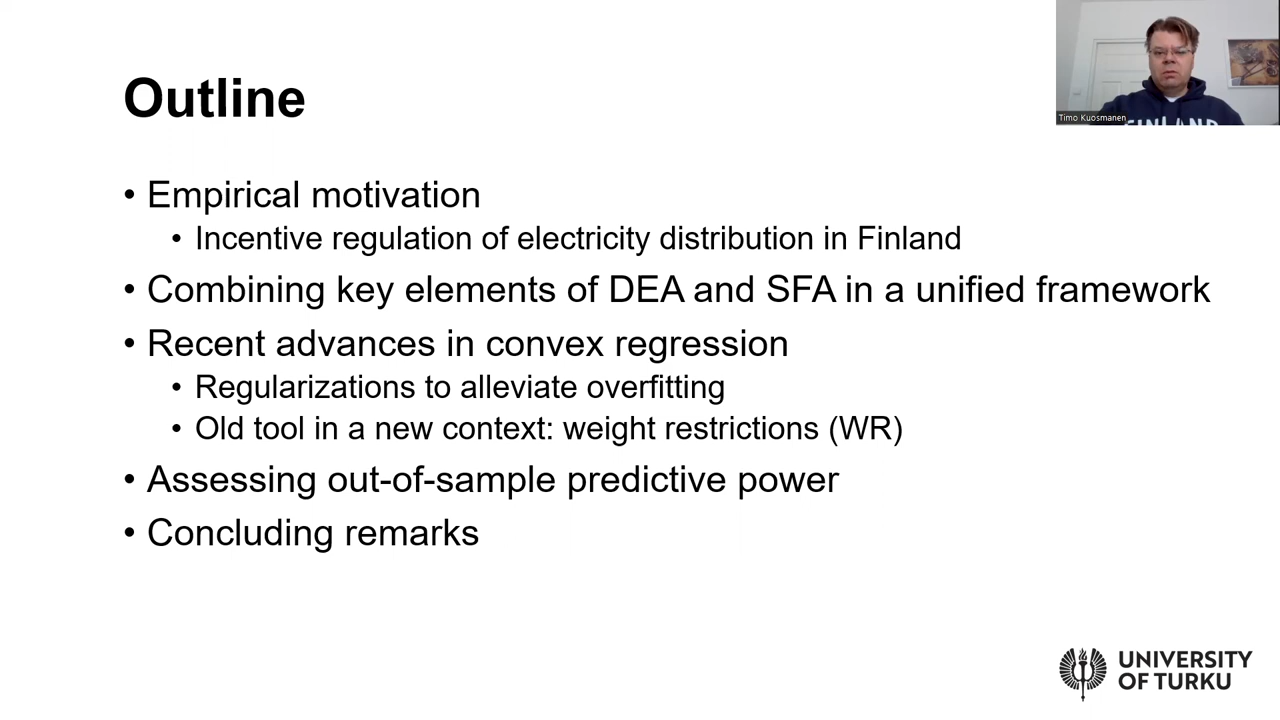 Outline
• Empirical motivation
• Incentive regulation of electricity distribution in Finland
• Combining key elements of DEA and SFA in a unified framework
• Recent advances in convex regression
• Regularizations to alleviate overfitting
• Old tool in a new context: weight restrictions (WR)
• Assessing out-of-sample predictive power
• Concluding remarks
Timo Kuosmanen
FINLAND
UNIVERSITY
OF TURKU